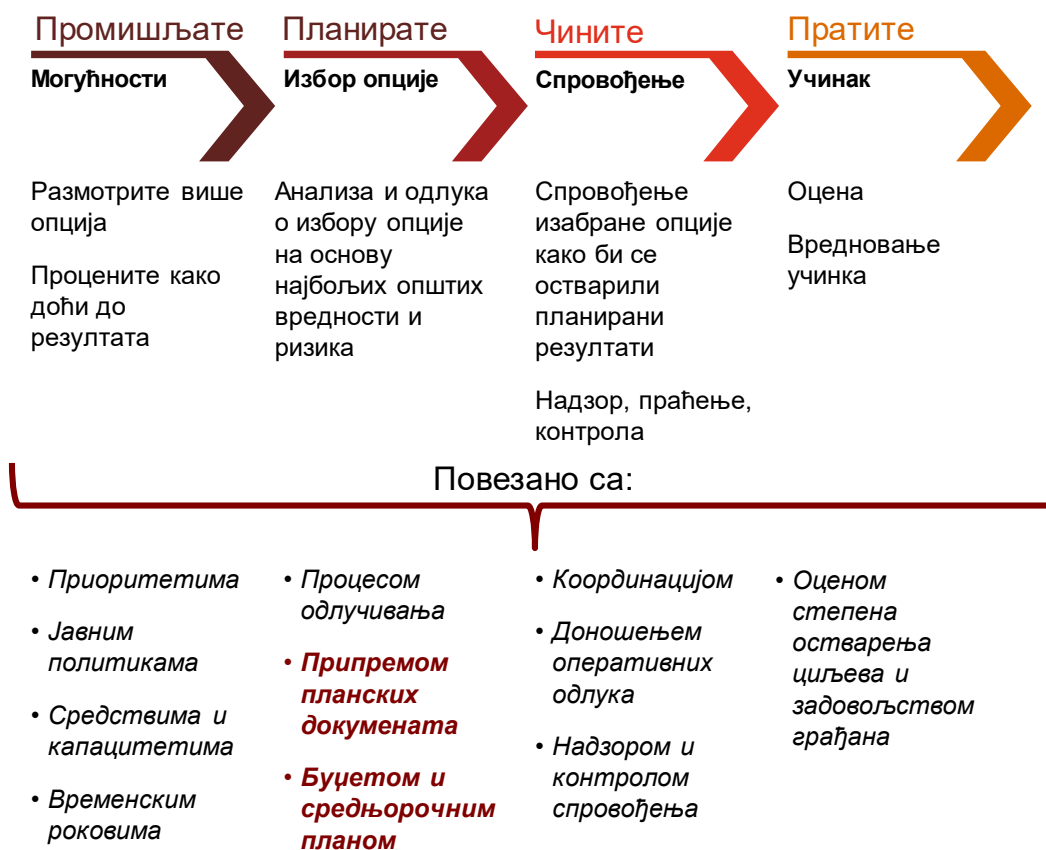 Промишљате
Могућности
Размотрите више
опција
Процените како
доћи до
резултата
Планирате
Избор опције
Анализа и одлука
о избору опције
на основу
најбољих општих
вредности и
ризика
Чините
Спровођење
Спровођење
изабране опције
како би се
остварили
планирани
резултати
Надзор, праћење,
контрола
Пратите
Учинак
Оцена
Вредновање
учинка
Повезано са:
• Приоритетима
• Јавним
политикама
• Средствима и
капацитетима
• Временским
роковима
• Процесом
одлучивања
• Припремом
планских
докумената
• Буџетом и
средњорочним
планом
• Координацијом
• Доношењем
оперативних
одлука
• Надзором и
контролом
спровођења
• Оценом
степена
остварења
циљева и
задовољством
грађана